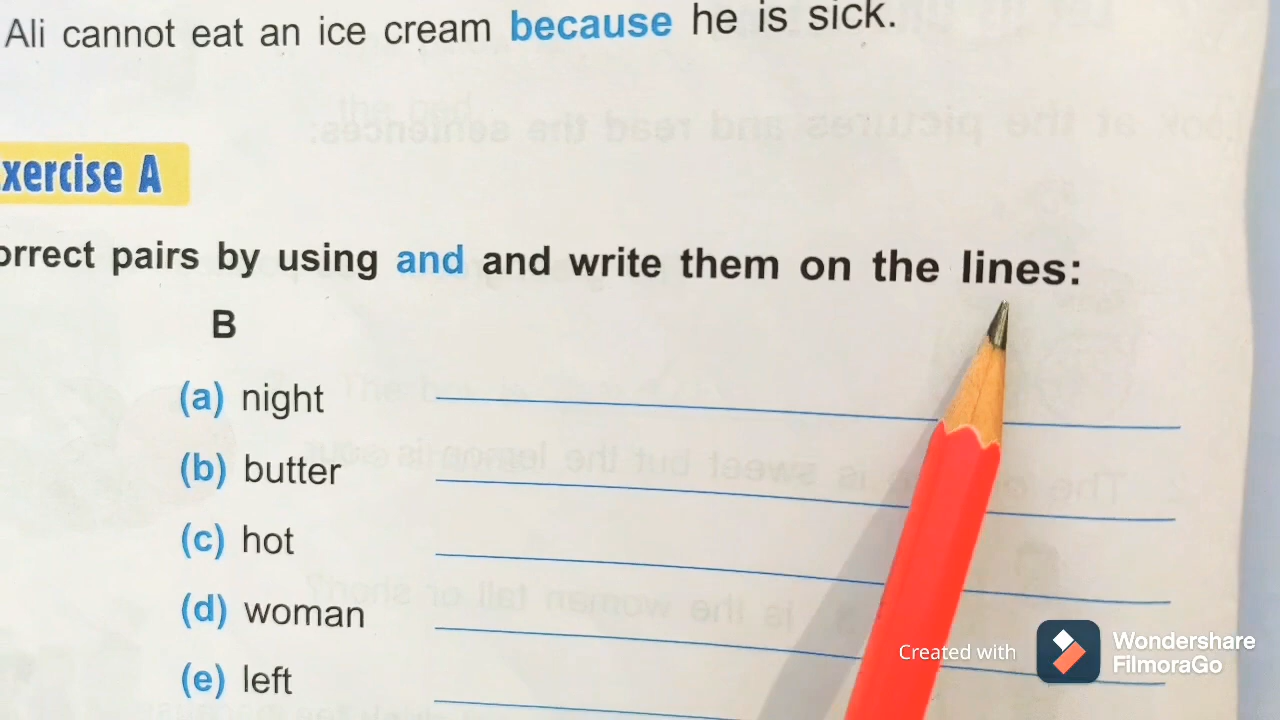 Ali cannot eat an ice cream because he is sick.
xercise A
orrect pairs by using and and write them on the lines:
B
(a) night
(b) butter
(c) hot
(d) woman
(e) left
Created with Wondershare FilmoraGo